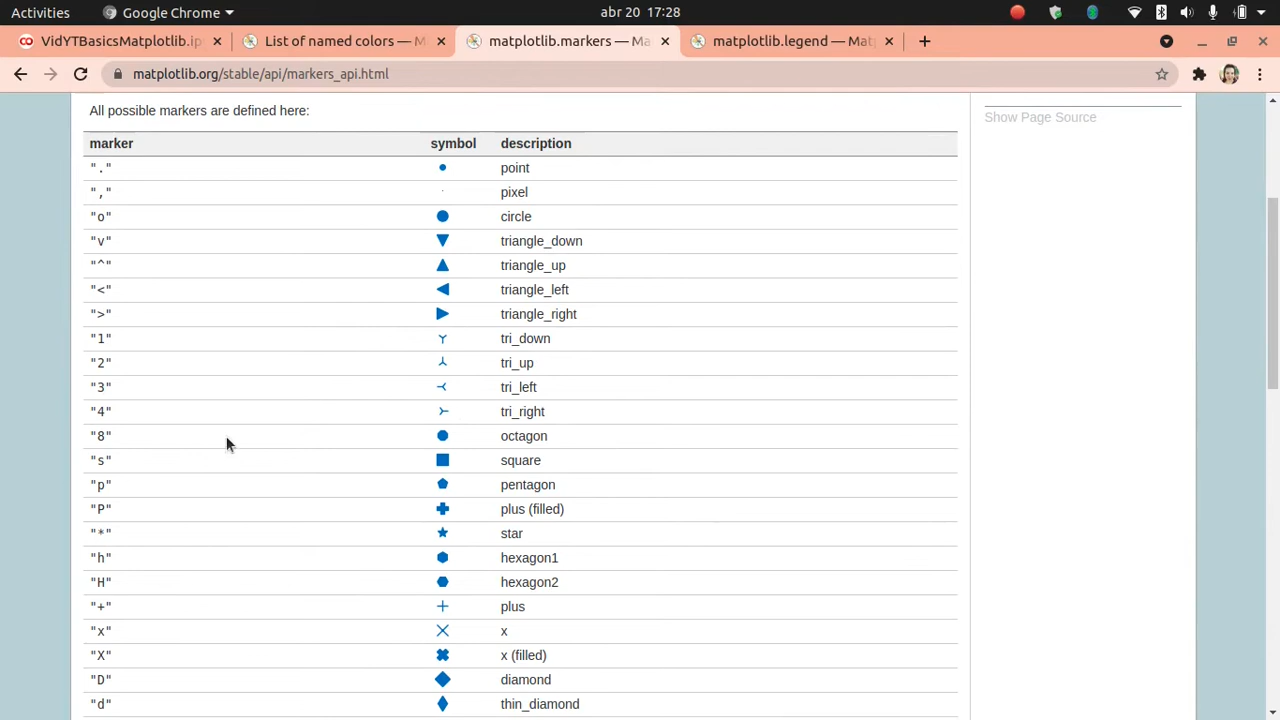 Activities Google Chrome abr 20 17:28
VidYTBasicsMatplotlib.ip List of named colors — M matplotlib.markers — Ma matplotlib.legend — Mat
matplotlib.org/stable/api/markers_api.html
All possible markers are defined here:
Show Page Source
marker symbol description
"." point
"," pixel
"o" circle
"v" triangle_down
"^" triangle_up
"<" triangle_left
">" triangle_right
"1" tri_down
"2" tri_up
"3" tri_left
"4" tri_right
"8" octagon
"s" square
"p" pentagon
"P" plus (filled)
"*" star
"h" hexagon1
"H" hexagon2
"+" plus
"x" x
"X" x (filled)
"D" diamond
"d" thin_diamond